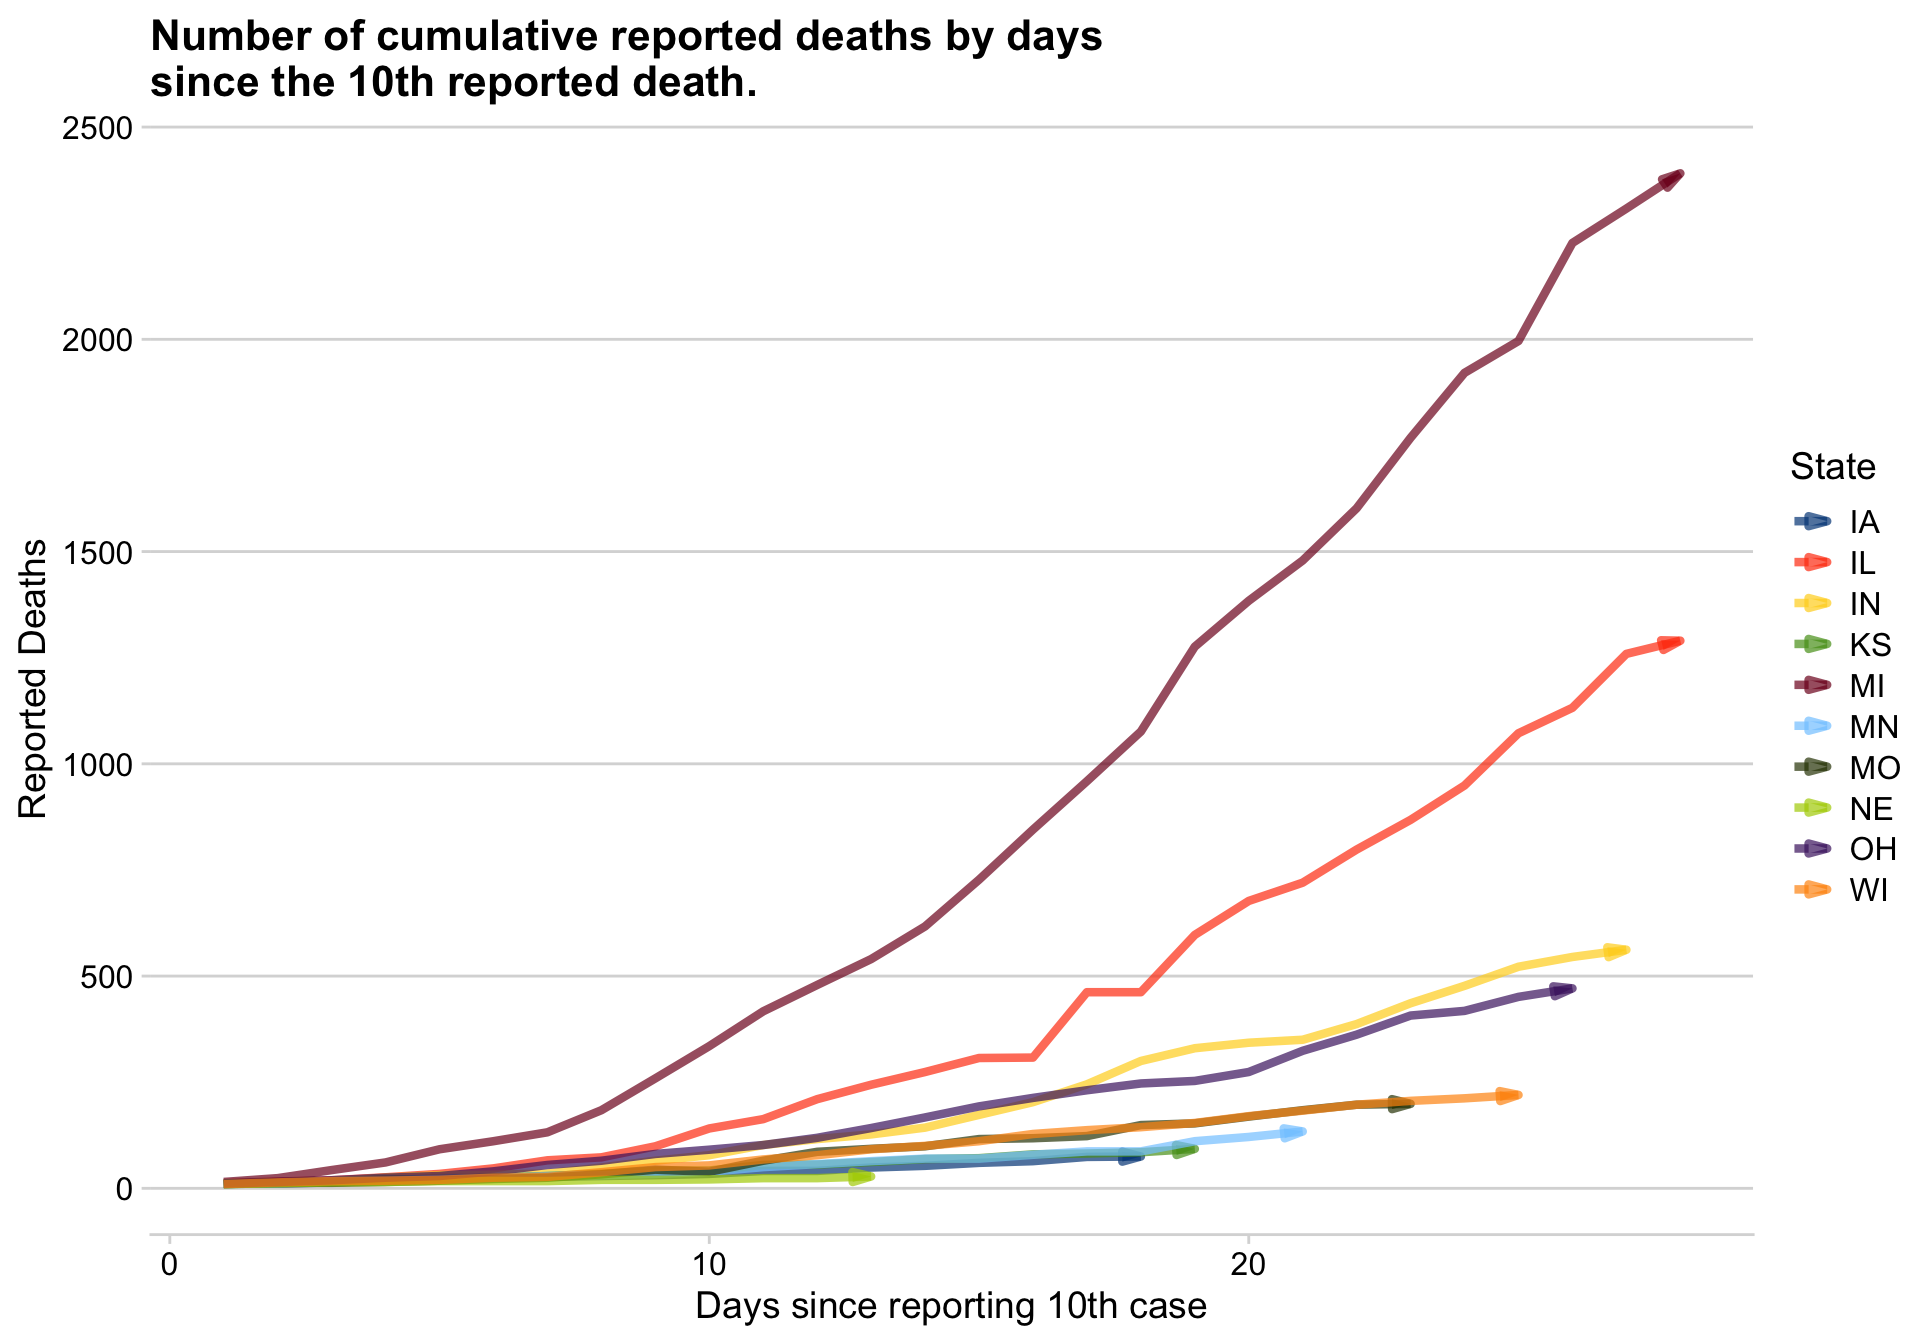 Number of cumulative reported deaths by days
since the 10th reported death.
2500
2000
1500
1000
500
0
Reported Deaths
0 10 20
Days since reporting 10th case
State
IA
IL
IN
KS
MI
MN
MO
NE
OH
WI